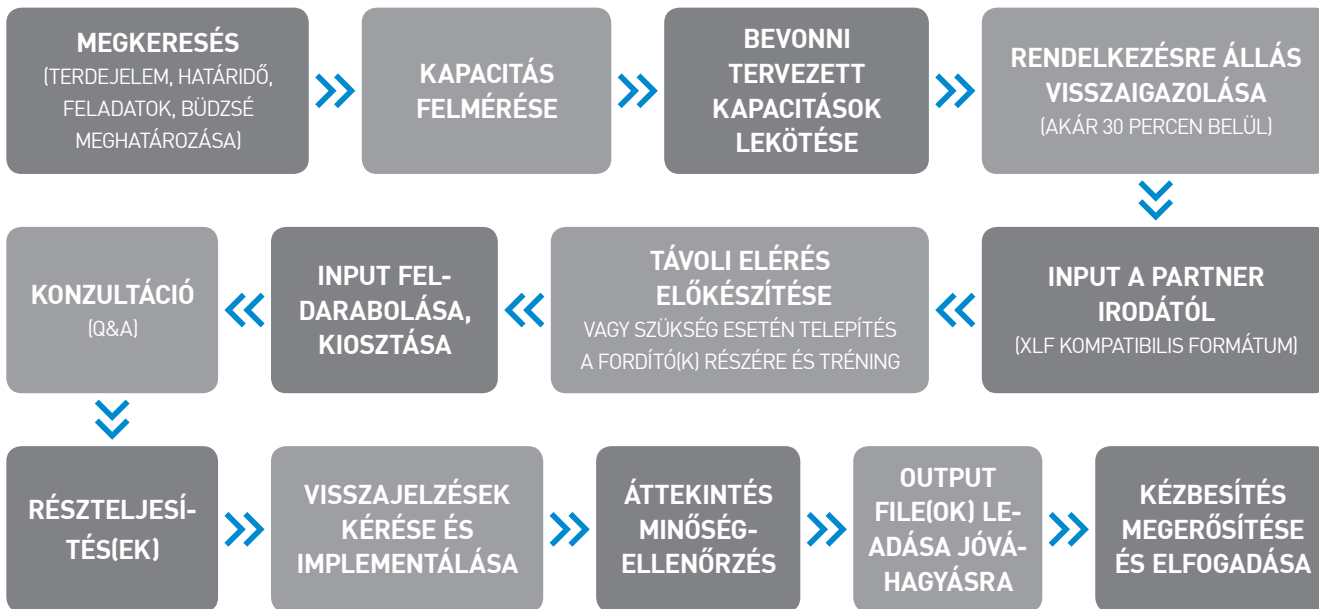 MEGKERESÉS
(TERDEJELEM, HATÁRIDŐ,
FELADATOK, BÜDZSÉ
MEGHATÁROZÁSA)
KAPACITÁS
FELMÉRÉSE
BEVONNI
TERVEZETT
KAPACITÁSOK
LEKÖTÉSE
RENDELKEZÉSRE ÁLLÁS
VISSZAIGAZOLÁSA
(AKÁR 30 PERCEN BELÜL)
INPUT A PARTNER
IRODÁTÓL
(XLF KOMPATIBILIS FORMÁTUM)
TÁVOLI ELÉRÉS
ELŐKÉSZÍTÉSE
VAGY SZÜKSÉG ESETÉN TELEPÍTÉS
A FORDÍTÓ(K) RÉSZÉRE ÉS TRÉNING
INPUT FEL-
DARABOLÁSA,
KIOSZTÁSA
KONZULTÁCIÓ
(Q&A)
RÉSZTELJESÍ-
TÉS(EK)
VISSZAJELZÉSEK
KÉRÉSE ÉS
IMPLEMENTÁLÁSA
ÁTTEKINTÉS
MINŐSÉG-
ELLENŐRZÉS
OUTPUT
FILE(OK) LE-
ADÁSA JÓVÁ-
HAGYÁSRA
KÉZBESÍTÉS
MEGERŐSÍTÉSE
ÉS ELFOGADÁSA